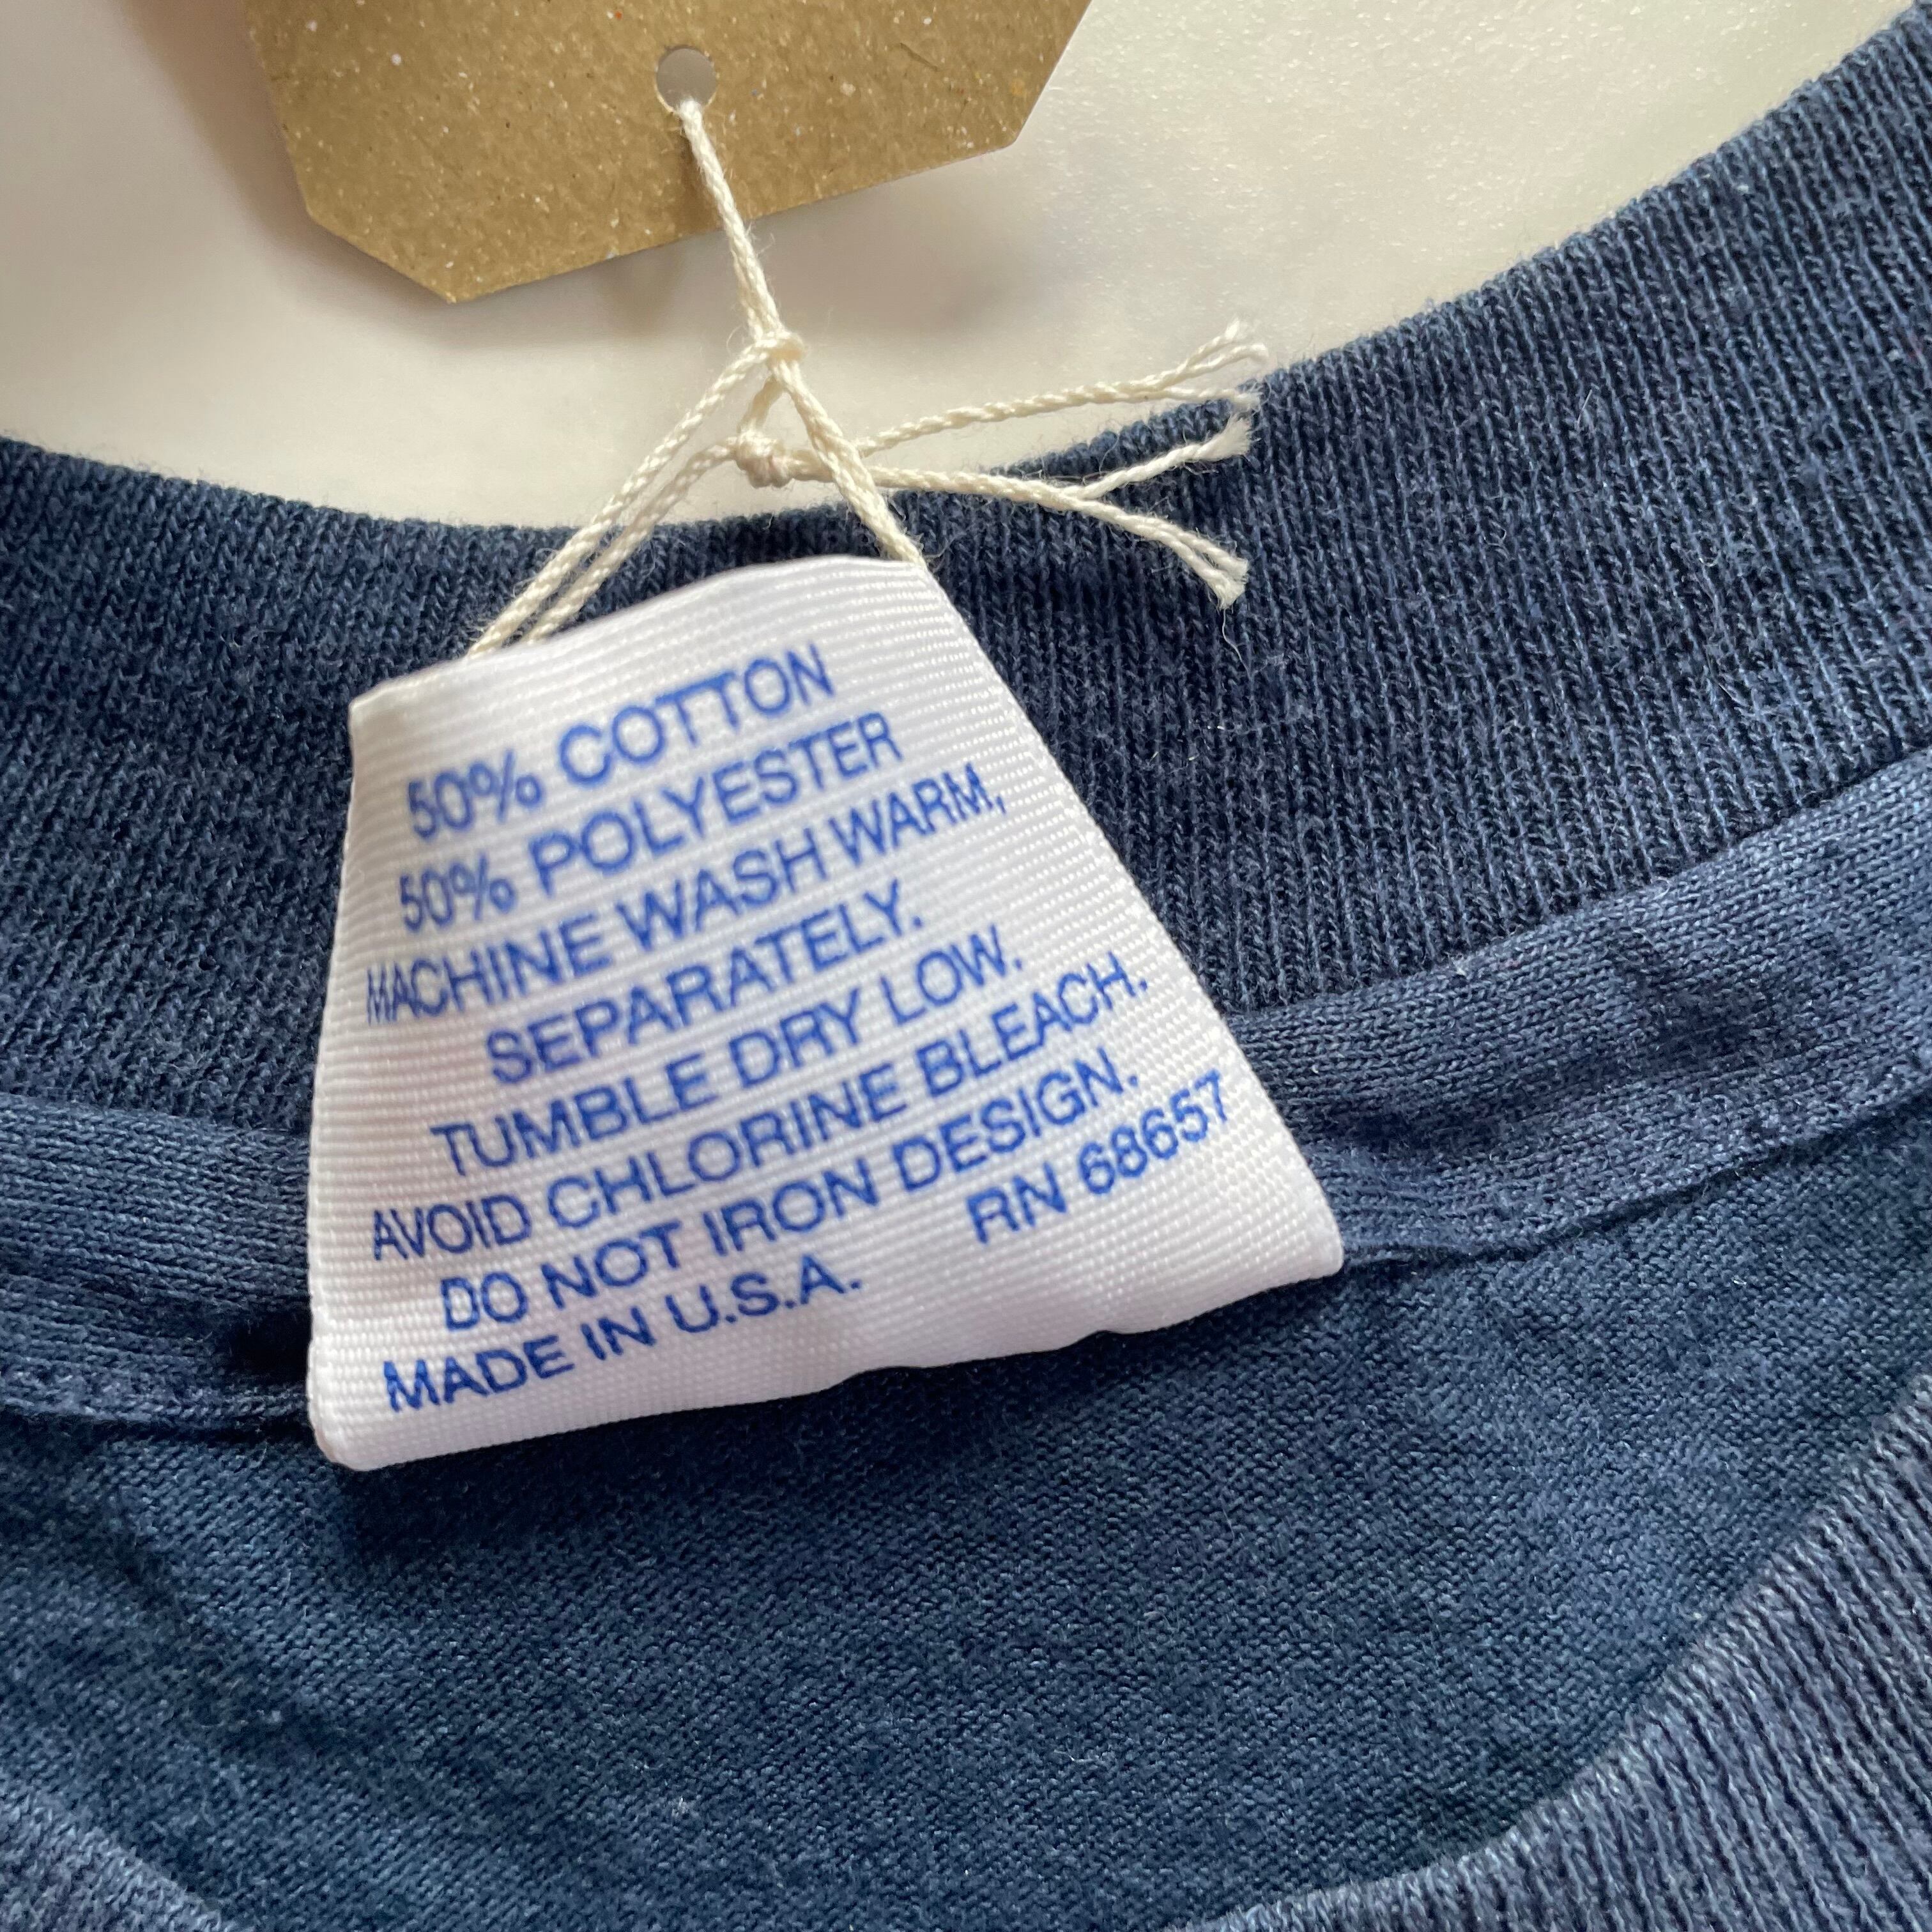 50% COTTON
50% POLYESTER
MACHINE WASH WARM,
SEPARATELY.
TUMBLE DRY LOW.
AVOID CHLORINE BLEACH.
DO NOT IRON DESIGN.
MADE IN U.S.A. RN 68657